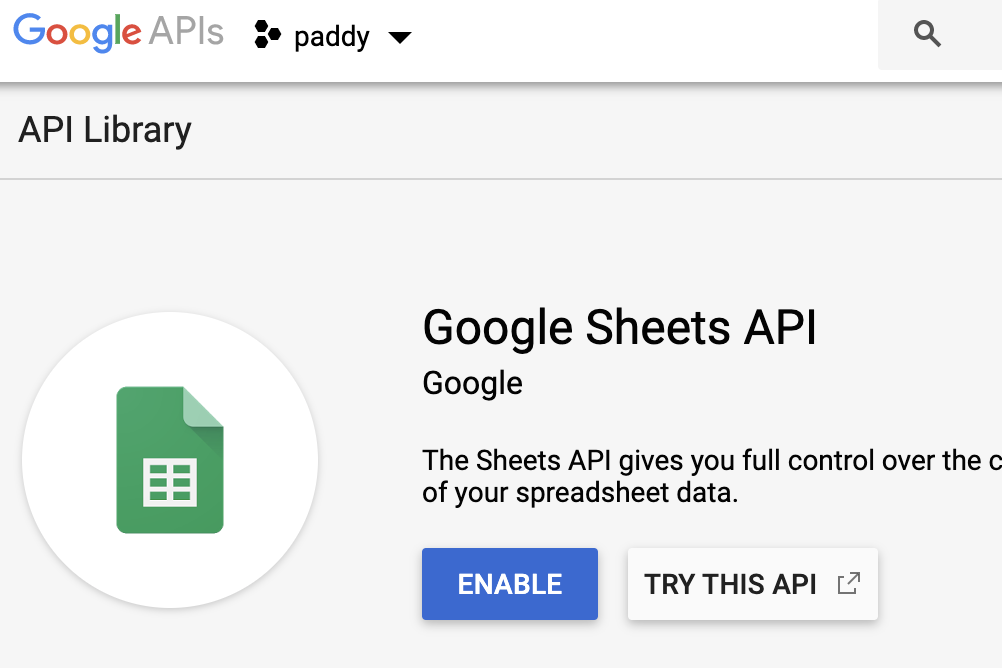 Google APIs paddy
API Library
Google Sheets API
Google
The Sheets API gives you full control over the c
of your spreadsheet data.
ENABLE TRY THIS API